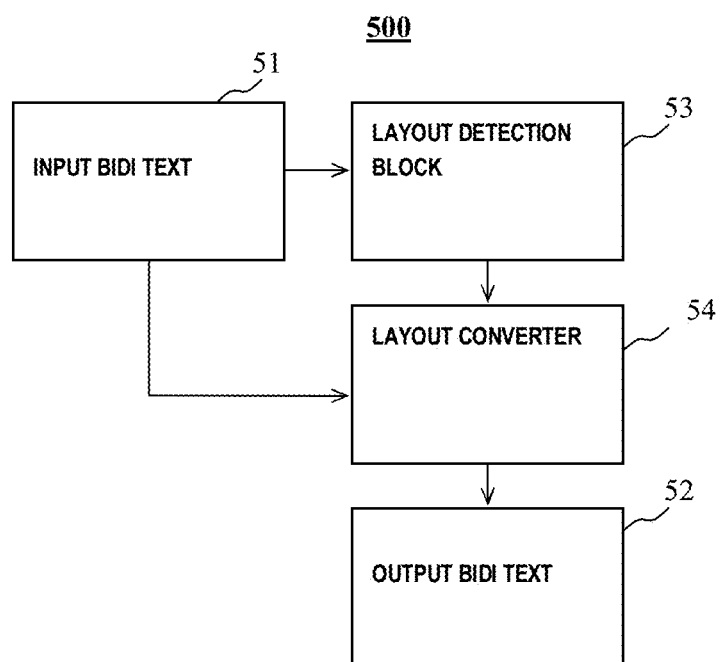 500
51
INPUT BIDI TEXT
53
LAYOUT DETECTION
BLOCK
54
LAYOUT CONVERTER
52
OUTPUT BIDI TEXT